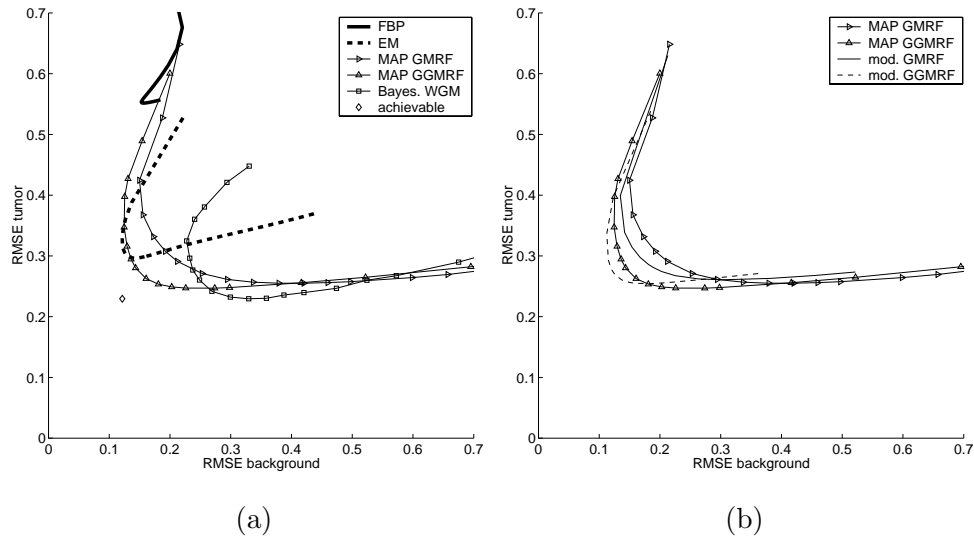 0.7
0.6
0.5
0.4
0.3
0.2
0.1
0
RMSE tumor
0.1 0.2 0.3 0.4 0.5 0.6 0.7
RMSE background
FBP
EM
MAP GMRF
MAP GGMRF
Bayes. WGM
achievable
(a)
0.7
0.6
0.5
0.4
0.3
0.2
0.1
0
RMSE tumor
0 0.1 0.2 0.3 0.4 0.5 0.6 0.7
RMSE background
MAP GMRF
MAP GGMRF
mod. GMRF
mod. GGMRF
(b)